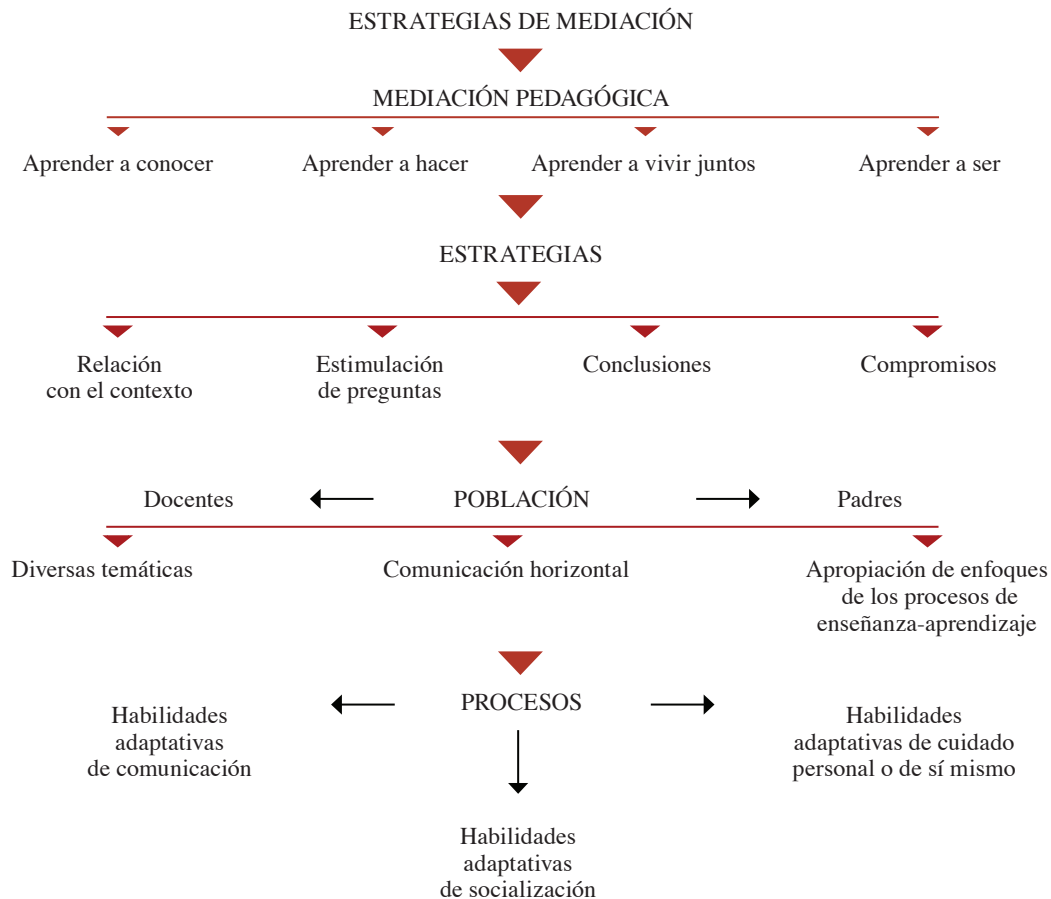 ESTRATEGIAS DE MEDIACIÓN
MEDIACIÓN PEDAGÓGICA
Aprender a conocer
Aprender a hacer
Aprender a vivir juntos
Aprender a ser
ESTRATEGIAS
Relación
con el contexto
Estimulación
de preguntas
Conclusiones
Compromisos
Docentes
POBLACIÓN
Padres
Diversas temáticas
Comunicación horizontal
Apropiación de enfoques
de los procesos de
enseñanza-aprendizaje
PROCESOS
Habilidades
adaptativas
de comunicación
Habilidades
adaptativas de cuidado
personal o de sí mismo
Habilidades
adaptativas
de socialización